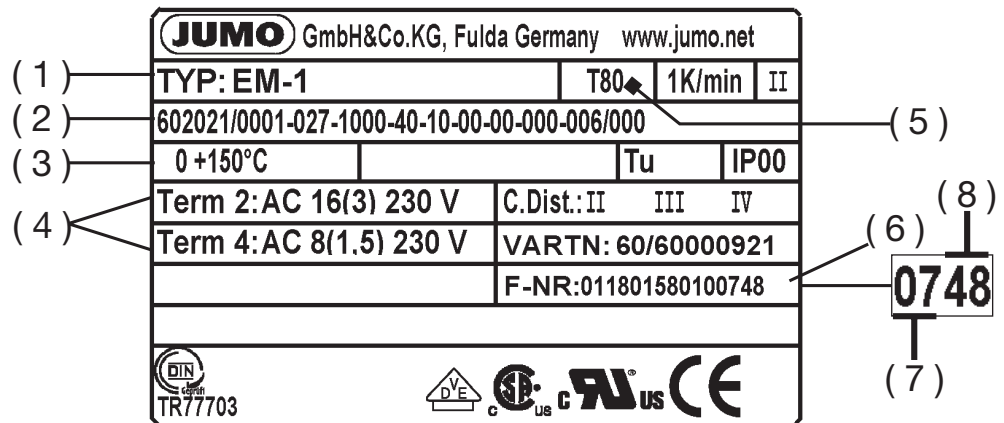 JUMO GmbH&Co.KG, Fulda Germany www.jumo.net
(1) TYP: EM-1 T80◆ 1K/min II
(2) 602021/0001-027-1000-40-10-00-00-000-006/000 (5)
(3) 0 +150°C Tu IP00
(4) Term 2: AC 16(3) 230 V C.Dist.: II III IV (8)
Term 4: AC 8(1,5) 230 V VARTN: 60/60000921 (6)
F-NR:011801580100748 0748
(7)
DIN Geprüft
TR77703
DVE
c SA us
c RU ® us
CE